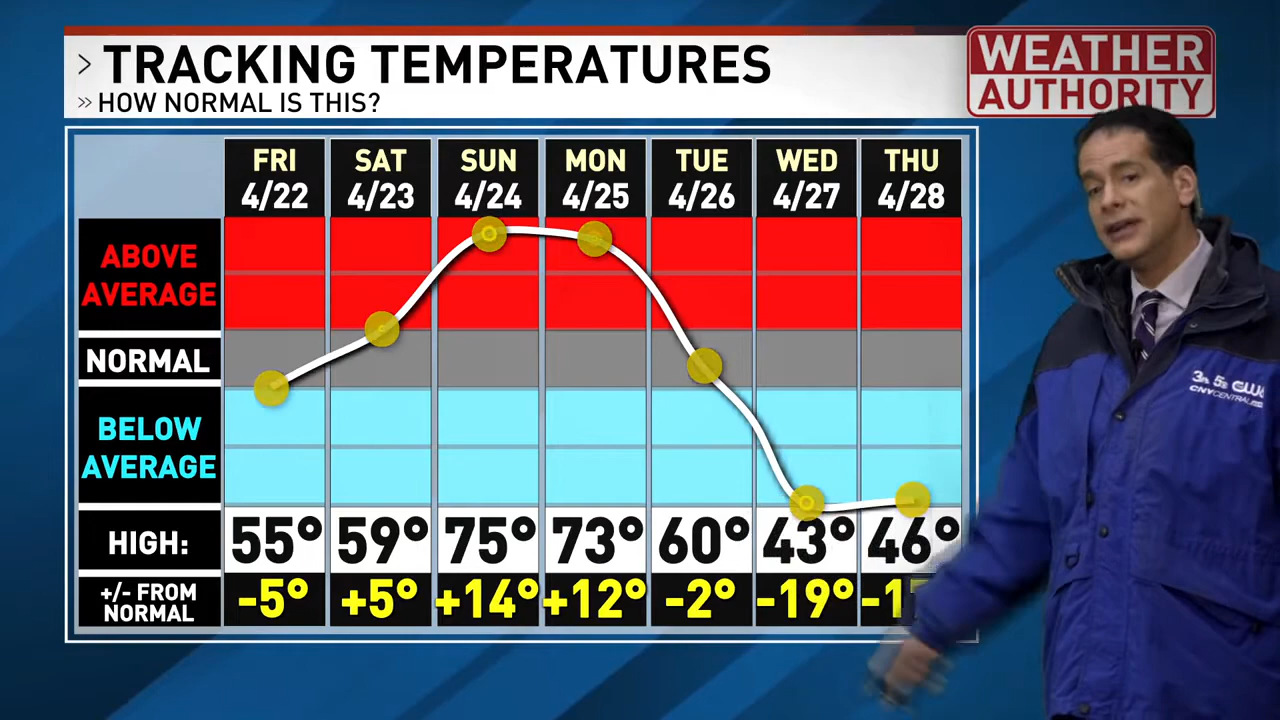 > TRACKING TEMPERATURES
>> HOW NORMAL IS THIS?
WEATHER
AUTHORITY
FRI SAT SUN MON TUE WED THU
4/22 4/23 4/24 4/25 4/26 4/27 4/28
ABOVE
AVERAGE
NORMAL
BELOW
AVERAGE
HIGH: 55° 59° 75° 73° 60° 43° 46°
+/- FROM
NORMAL
-5° +5° +14° +12° -2° -19°
CNYCENTRAL